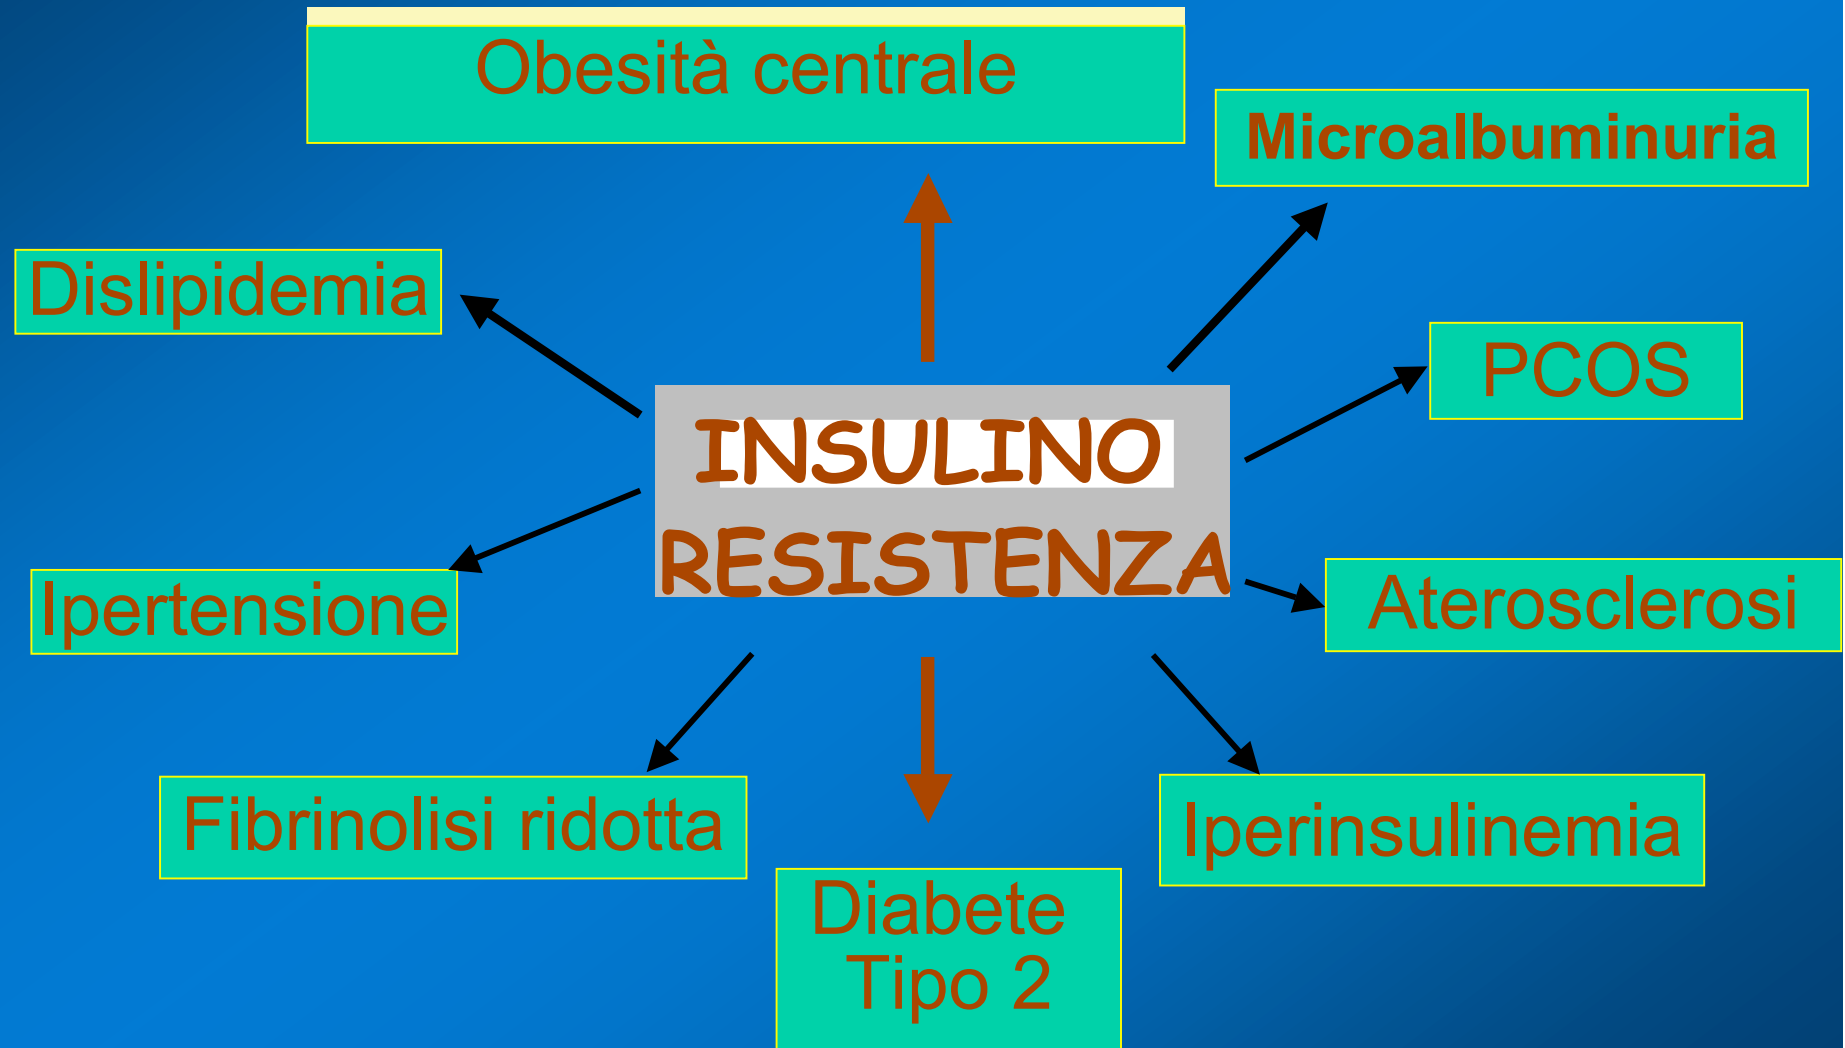 Obesità centrale
Microalbuminuria
Dislipidemia
PCOS
INSULINO
RESISTENZA
Ipertensione
Aterosclerosi
Fibrinolisi ridotta
Iperinsulinemia
Diabete
Tipo 2